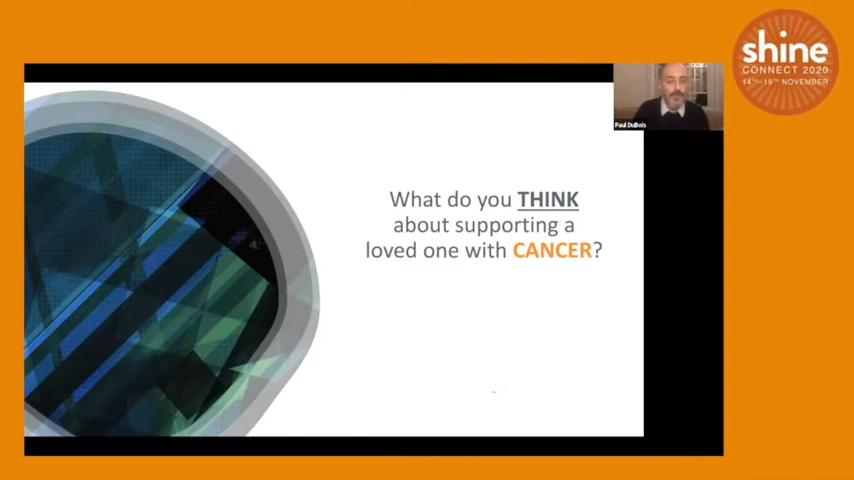 shine
CONNECT 2020
14TH-19TH NOVEMBER
Paul DuBois
What do you THINK
about supporting a
loved one with CANCER?